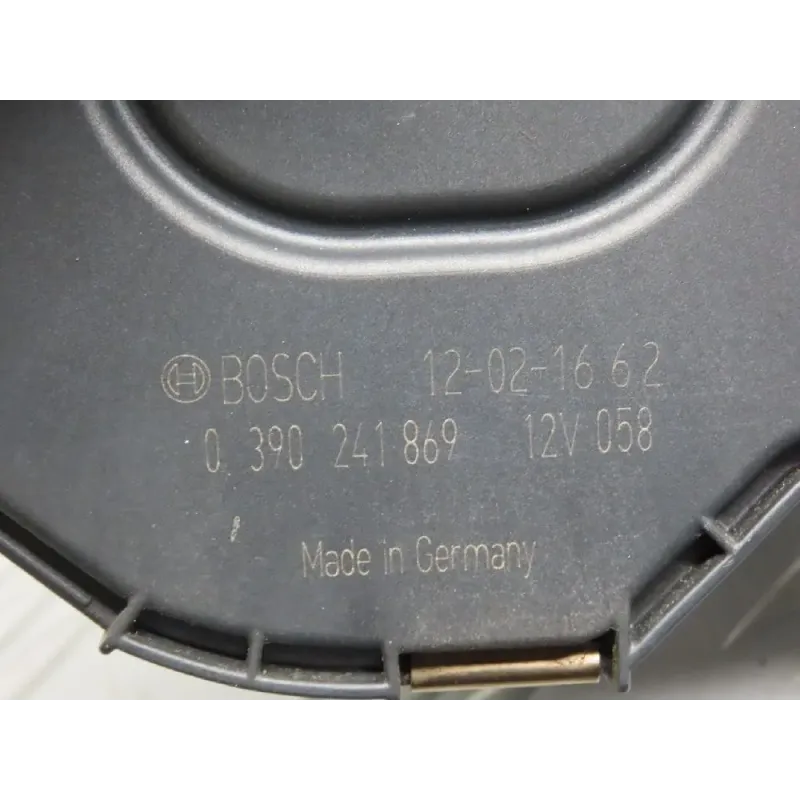 BOSCH 12-02-16 6 2
0 390 241 869 12V 058
Made in Germany